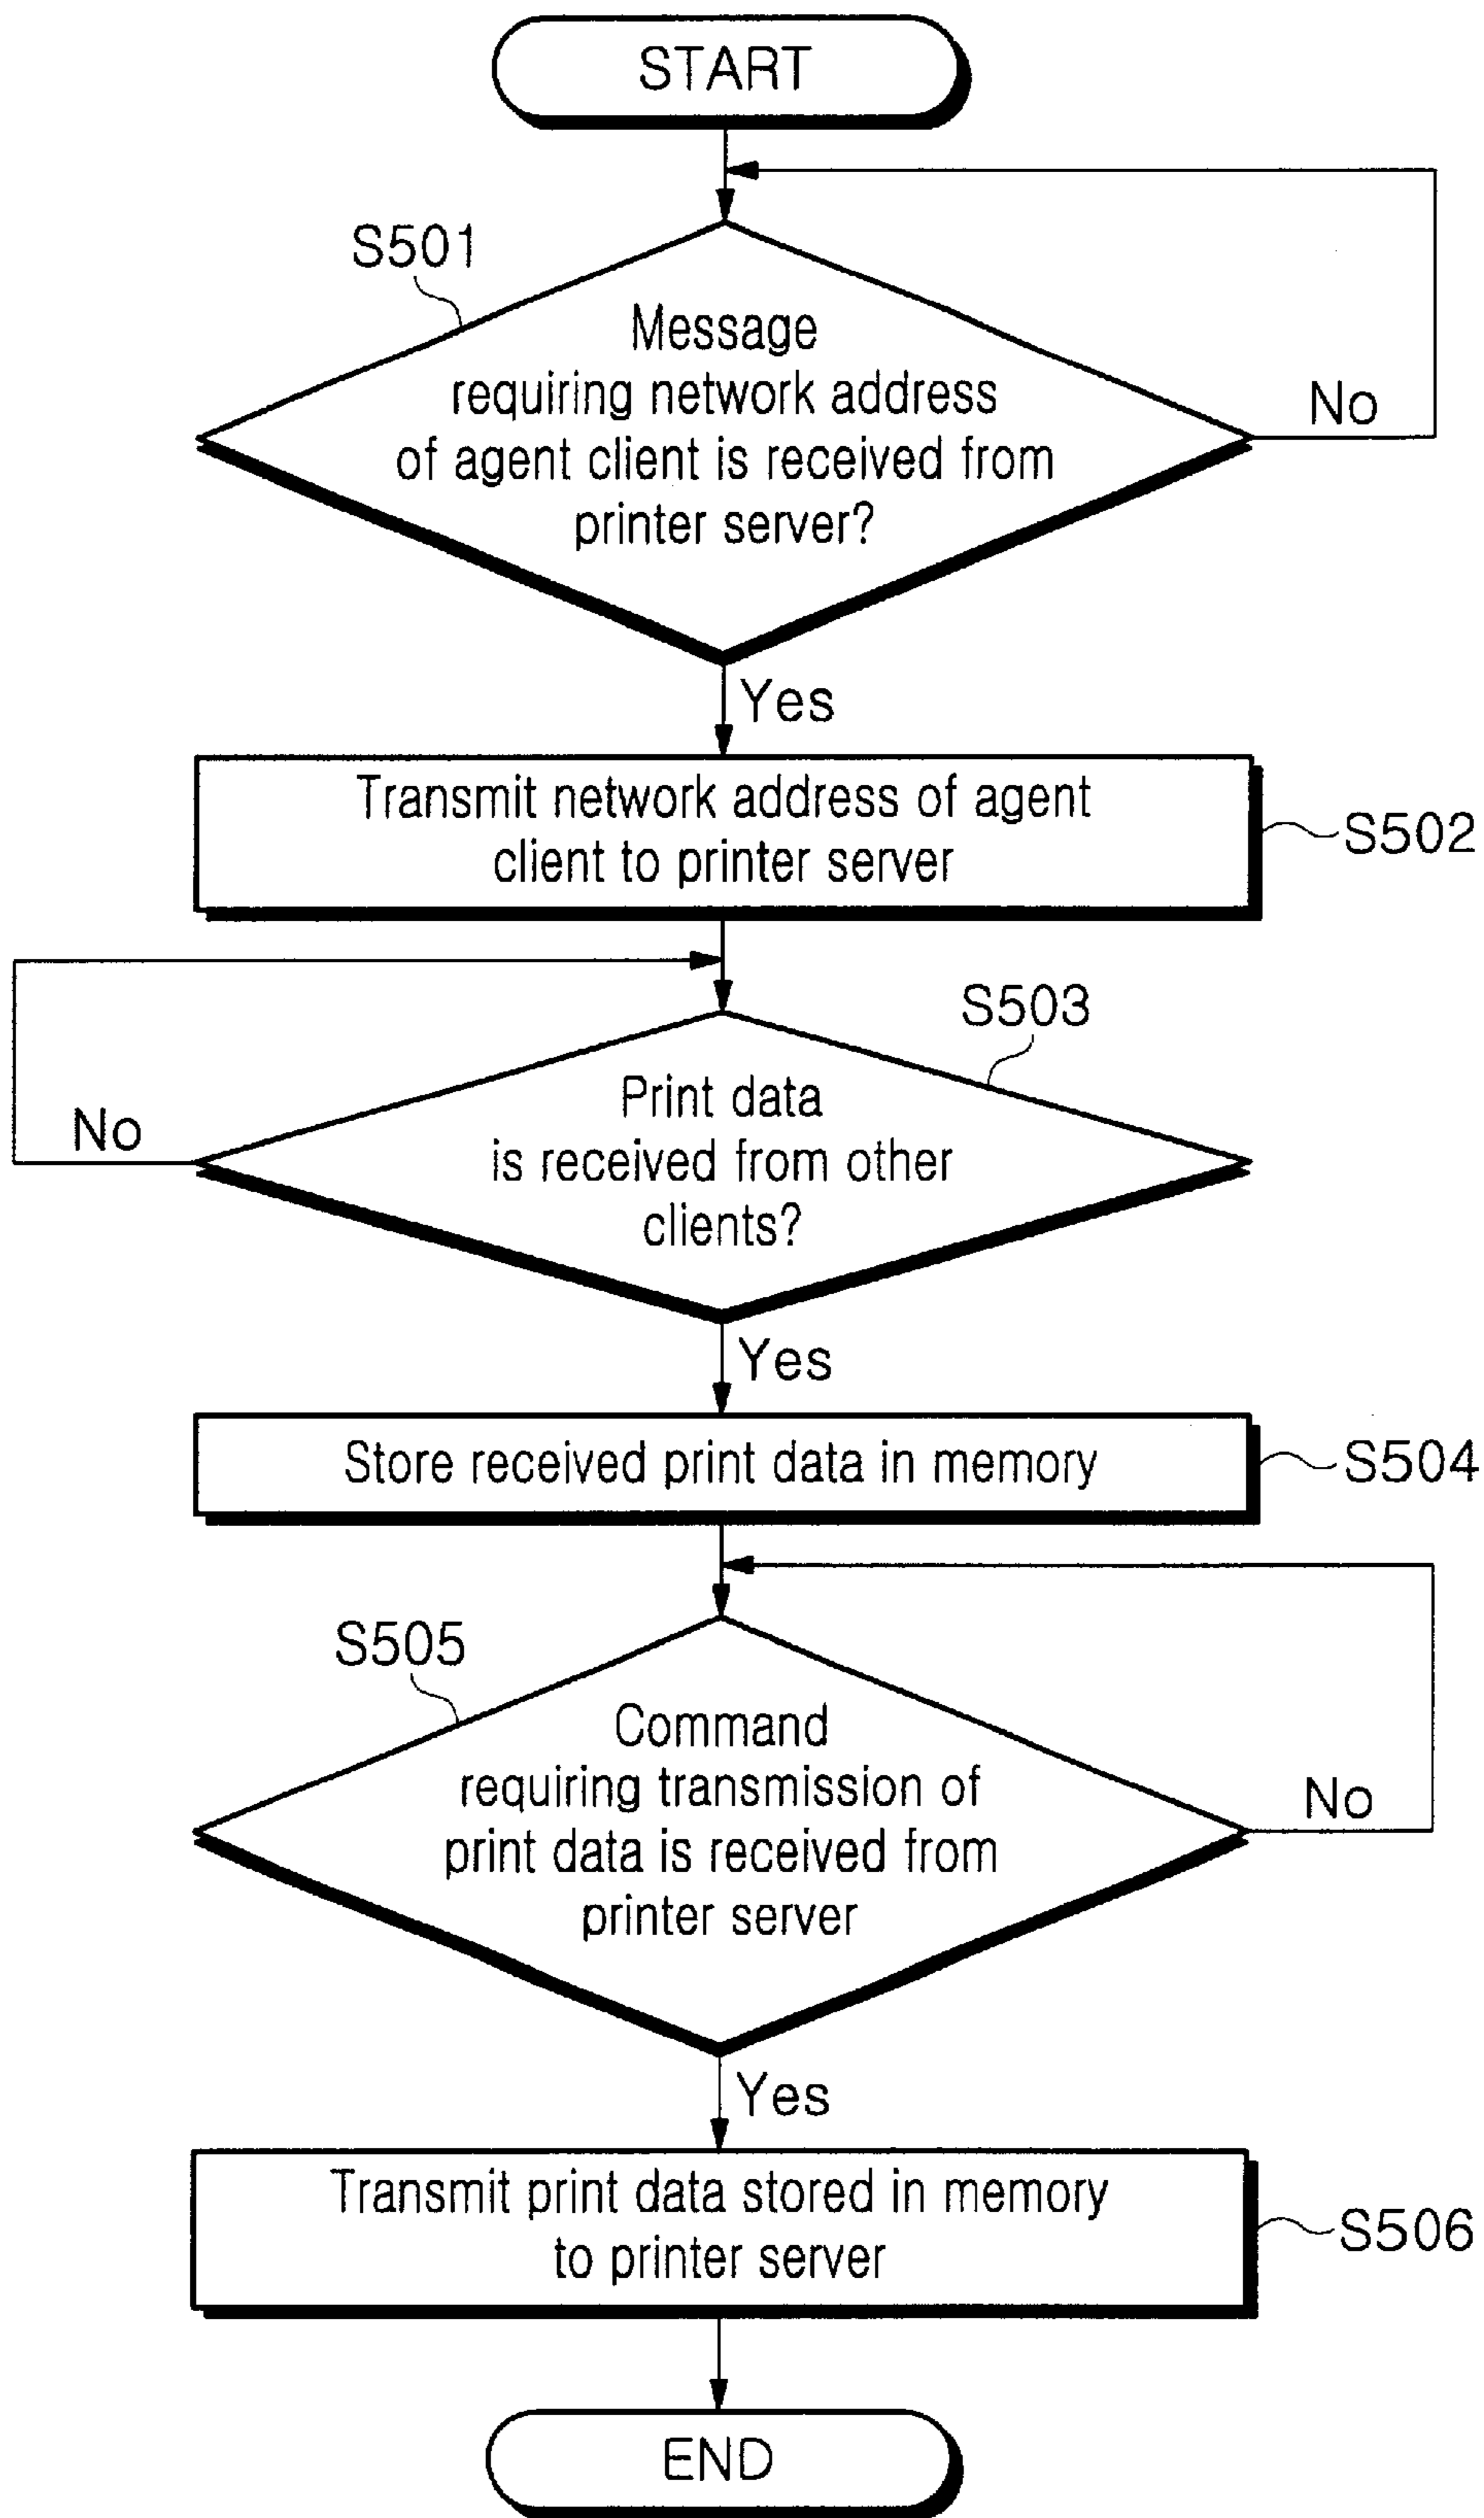 START
S501
Message
requiring network address
of agent client is received from
printer server?
No
Yes
Transmit network address of agent
client to printer server
S502
S503
Print data
is received from other
clients?
No
Yes
Store received print data in memory
S504
S505
Command
requiring transmission of
print data is received from
printer server
No
Yes
Transmit print data stored in memory
to printer server
S506
END